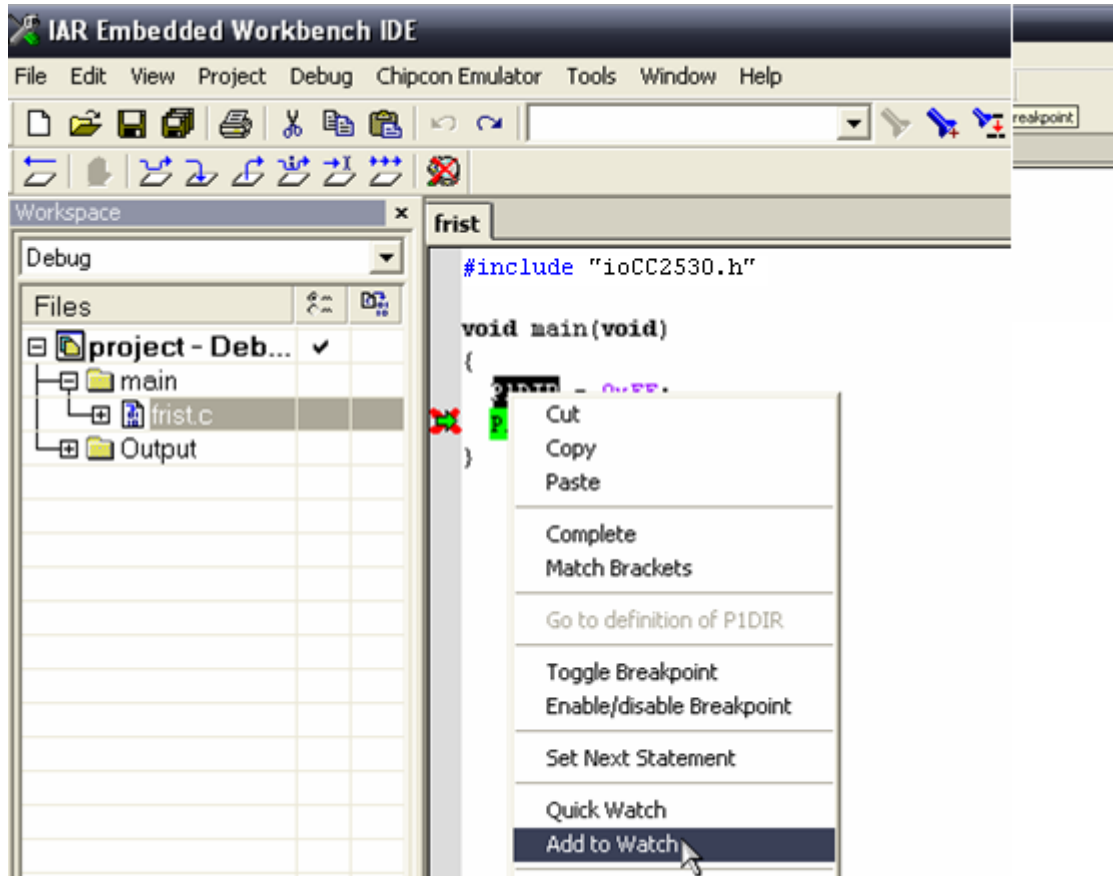 IAR Embedded Workbench IDE
File Edit View Project Debug Chipcon Emulator Tools Window Help
reakpoint
Workspace
frist
Debug
#include "ioCC2530.h"
Files
void main(void)
{
project - Deb...
P1DIR = 0xFF;
main
frist.c
P
Output
}
Cut
Copy
Paste
Complete
Match Brackets
Go to definition of P1DIR
Toggle Breakpoint
Enable/disable Breakpoint
Set Next Statement
Quick Watch
Add to Watch